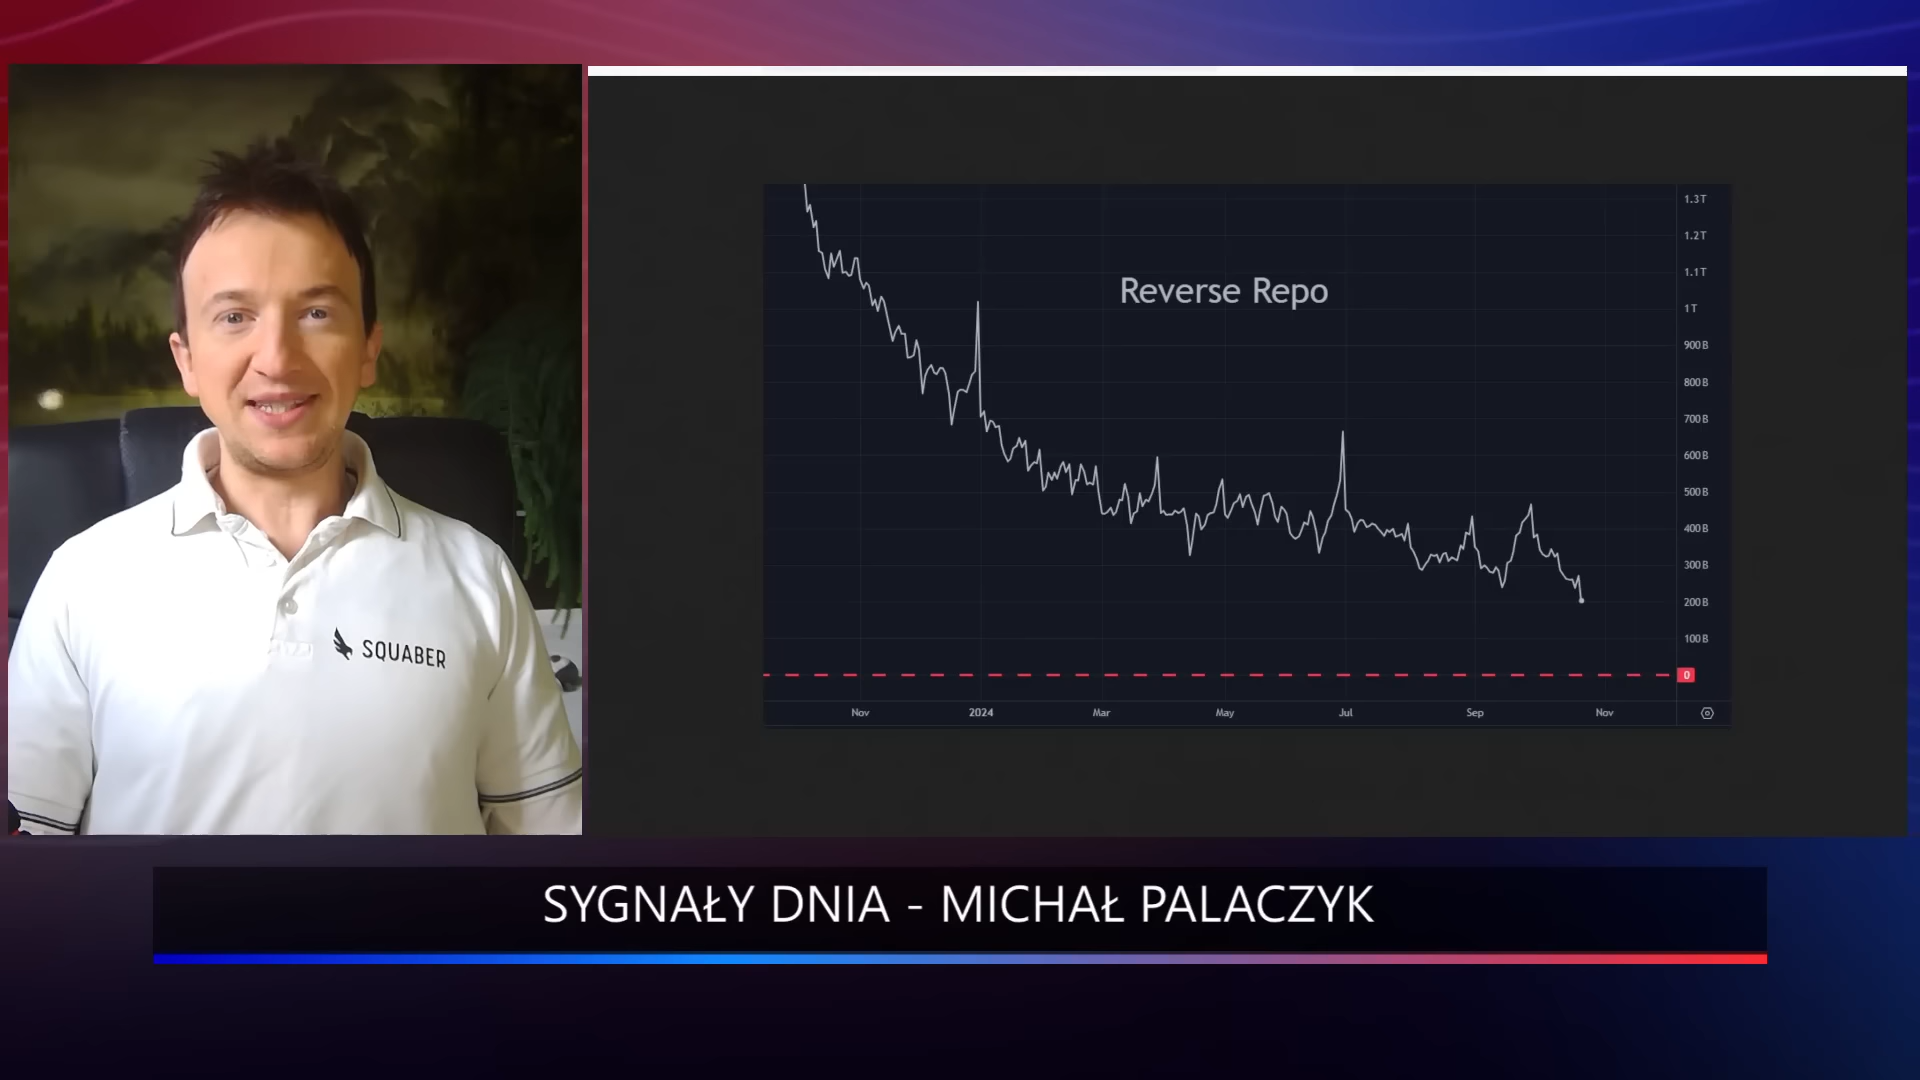 SQUABER
Reverse Repo
1.3T
1.2T
1.1T
1T
900B
800B
700B
600B
500B
400B
300B
200B
100B
0
Nov 2024 Mar May Jul Sep Nov
SYGNAŁY DNIA - MICHAŁ PALACZYK